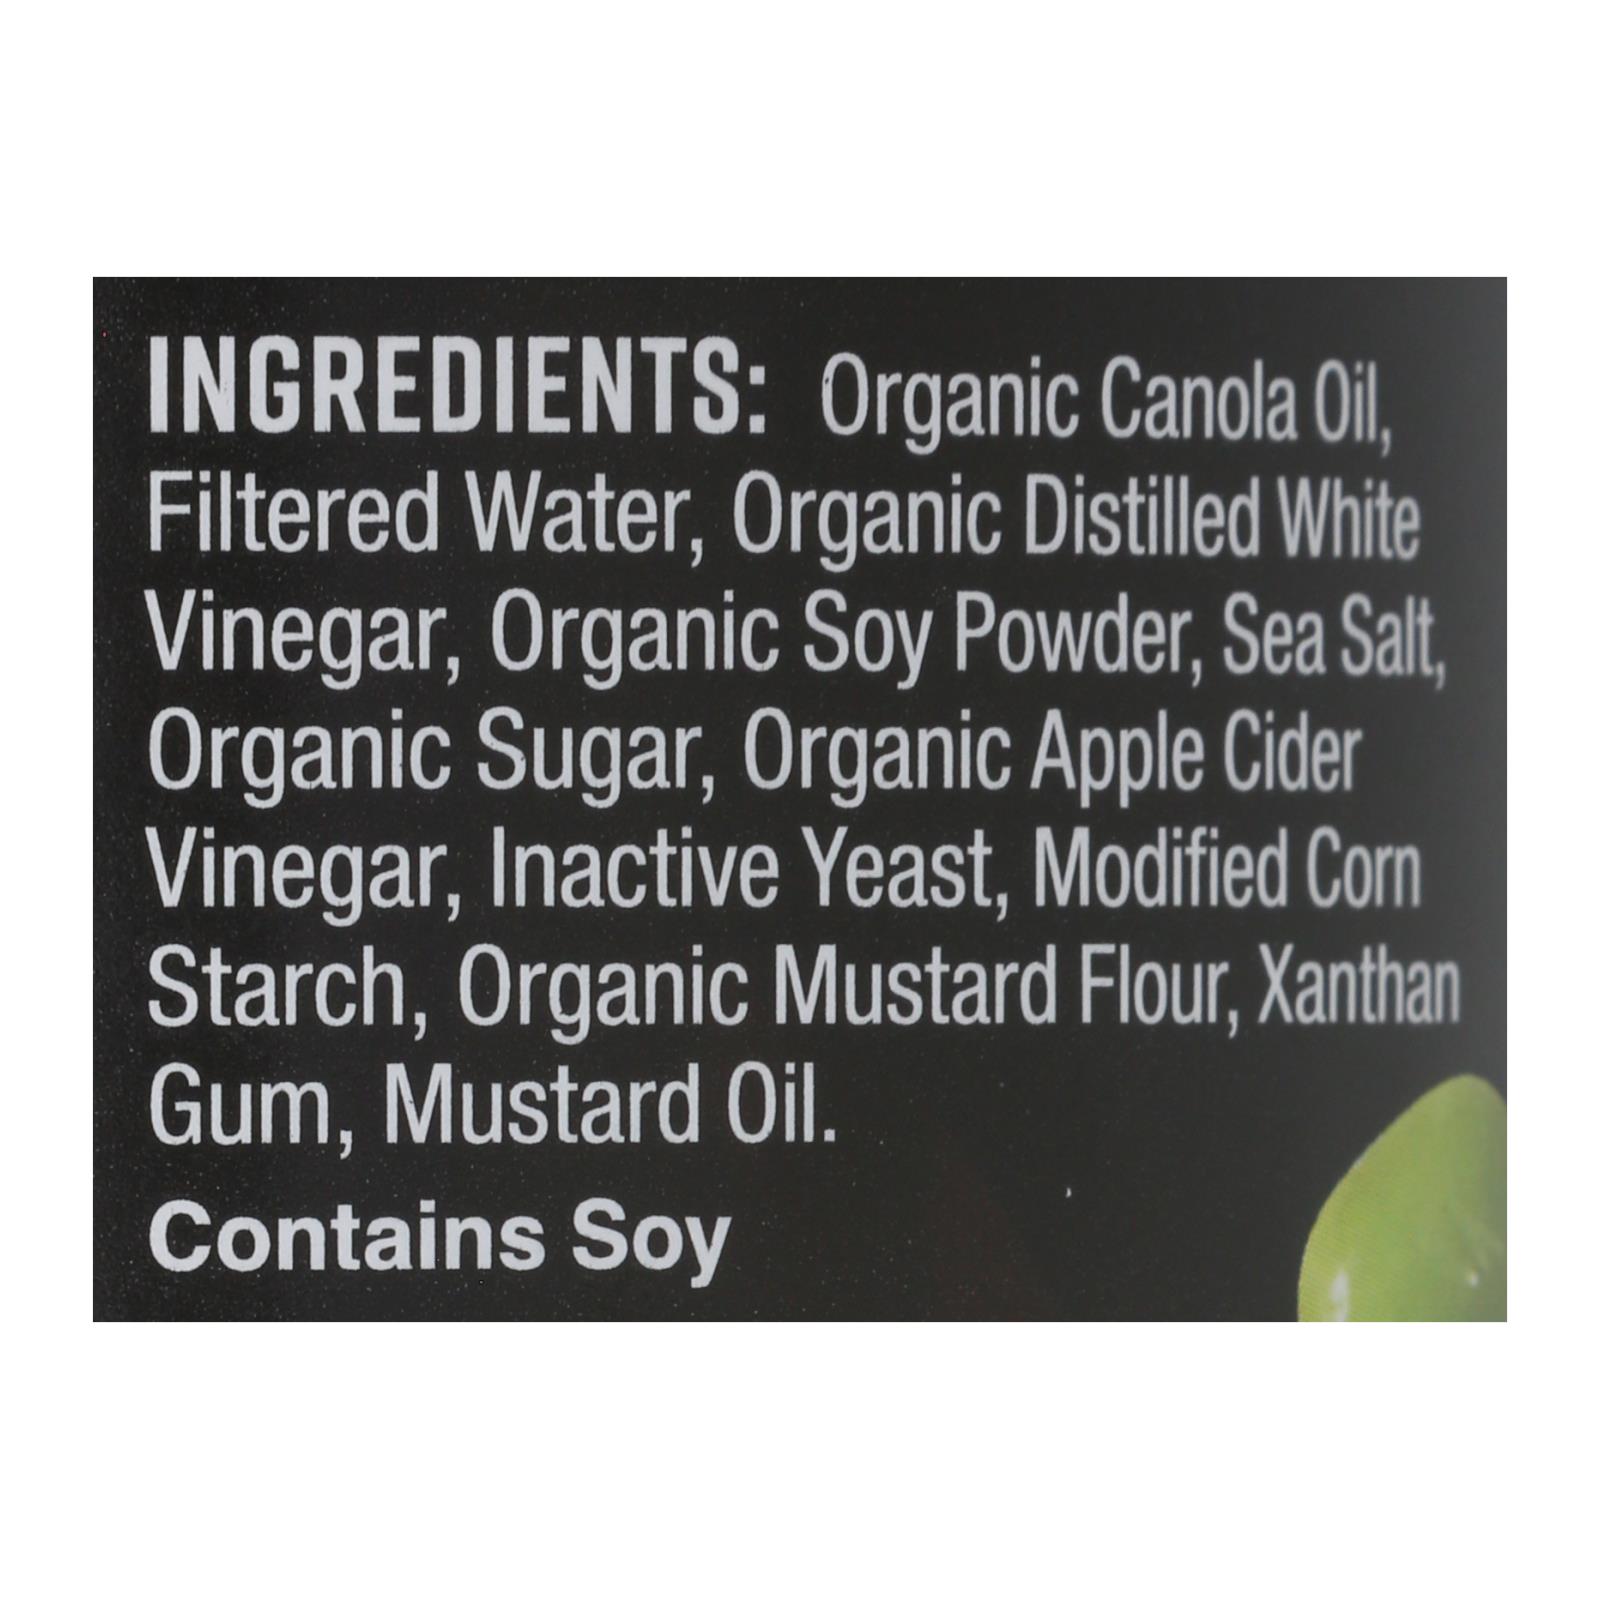 INGREDIENTS: Organic Canola Oil,
Filtered Water, Organic Distilled White
Vinegar, Organic Soy Powder, Sea Salt,
Organic Sugar, Organic Apple Cider
Vinegar, Inactive Yeast, Modified Corn
Starch, Organic Mustard Flour, Xanthan
Gum, Mustard Oil.
Contains Soy